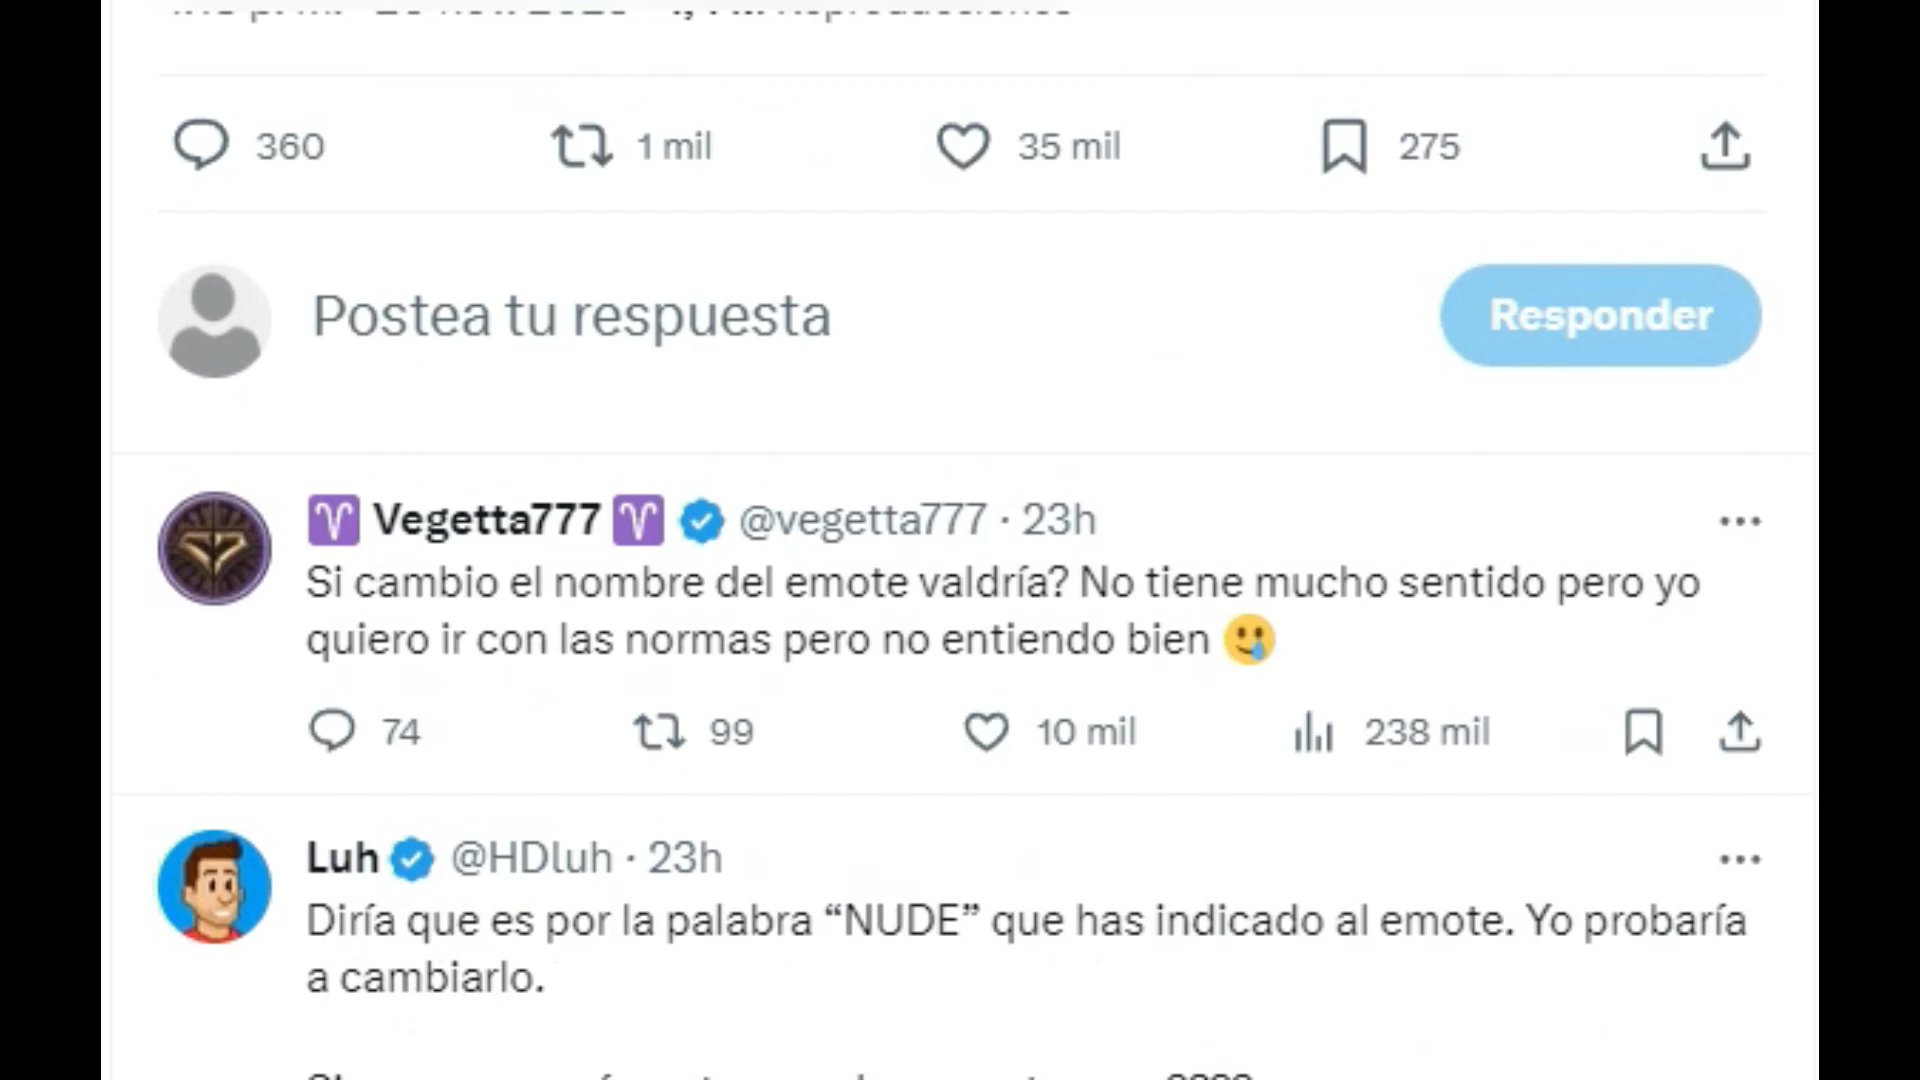 360 1 mil 35 mil 275
Postea tu respuesta
Responder
Vegetta777 @vegetta777 · 23h
Si cambio el nombre del emote valdría? No tiene mucho sentido pero yo
quiero ir con las normas pero no entiendo bien 🥲
74 99 10 mil 238 mil
Luh @HDluh · 23h
Diría que es por la palabra “NUDE” que has indicado al emote. Yo probaría
a cambiarlo.